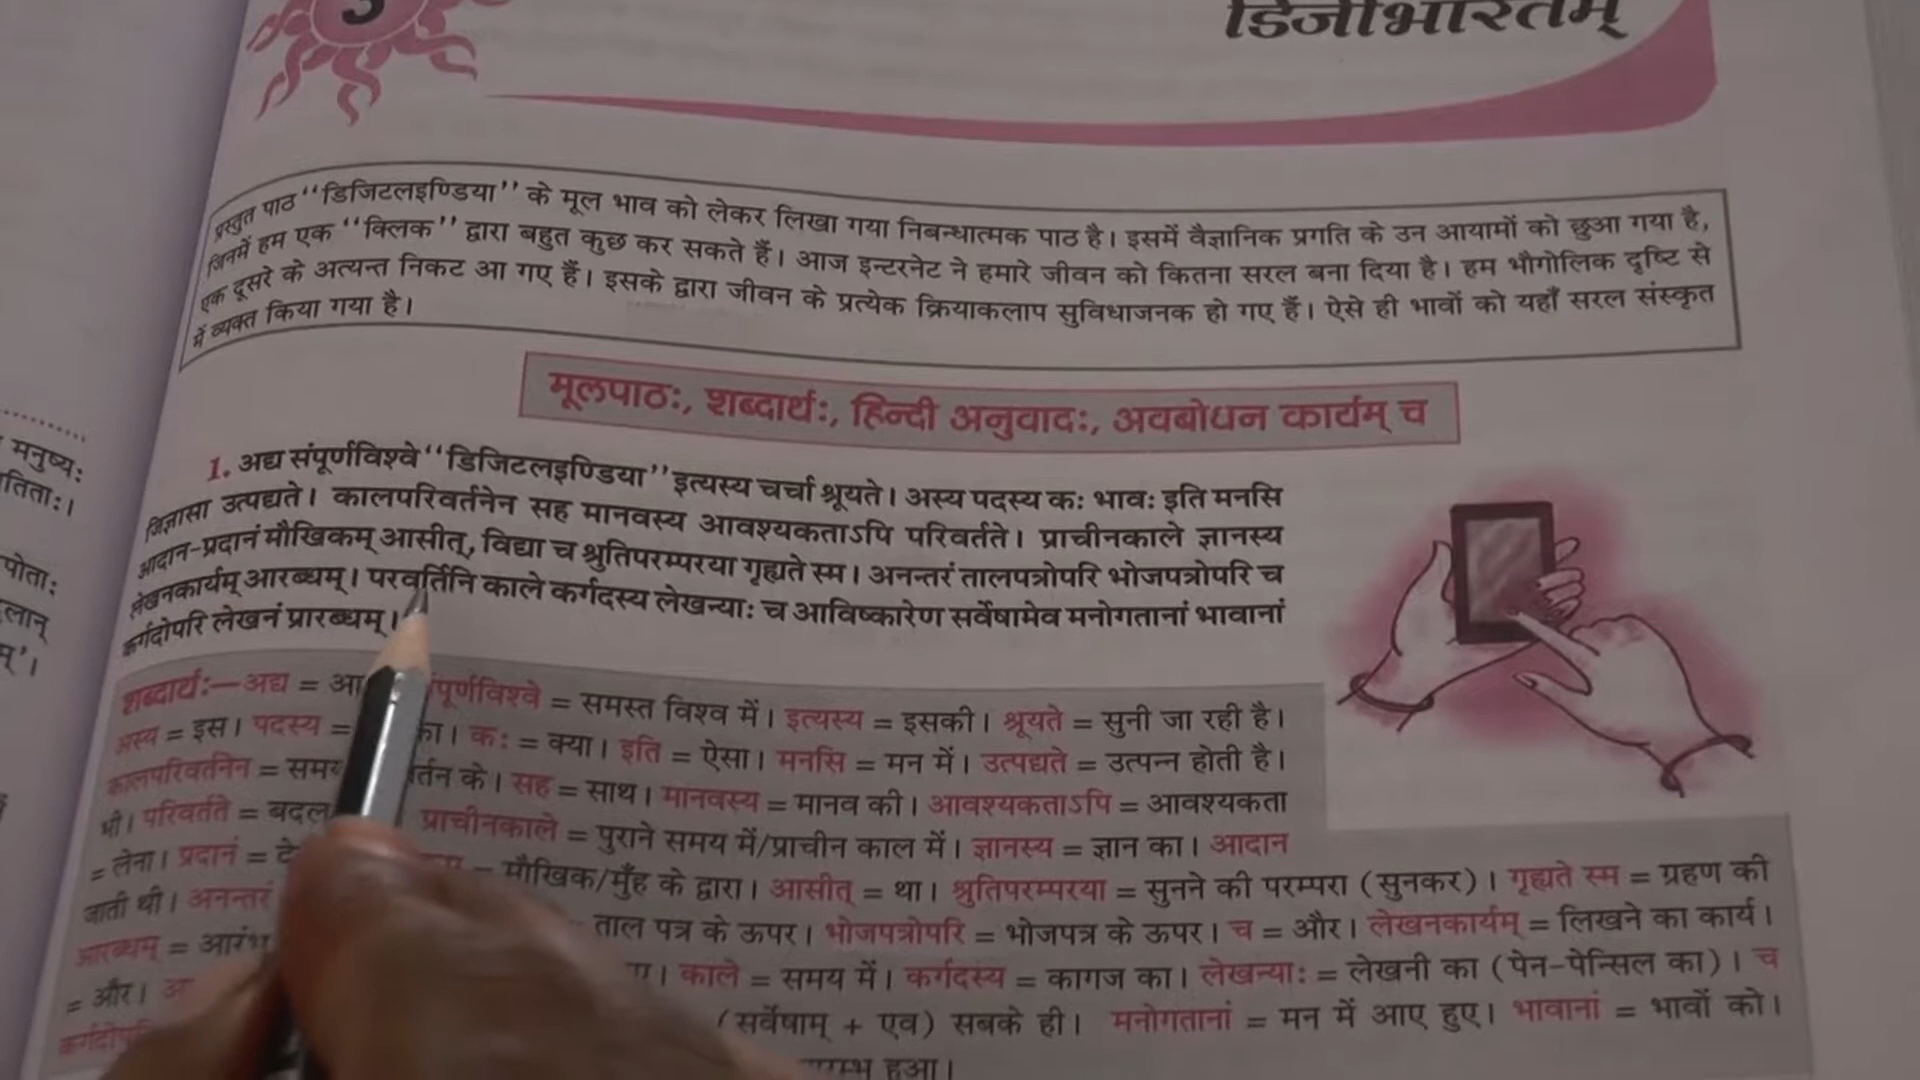 डिजीभारतम्
प्रस्तुत पाठ ‘‘डिजिटलइण्डिया’’ के मूल भाव को लेकर लिखा गया निबन्धात्मक पाठ है। इसमें वैज्ञानिक प्रगति के उन आयामों को छुआ गया है,
जिनमें हम एक ‘‘क्लिक’’ द्वारा बहुत कुछ कर सकते हैं। आज इन्टरनेट ने हमारे जीवन को कितना सरल बना दिया है। हम भौगोलिक दृष्टि से
एक दूसरे के अत्यन्त निकट आ गए हैं। इसके द्वारा जीवन के प्रत्येक क्रियाकलाप सुविधाजनक हो गए हैं। ऐसे ही भावों को यहाँ सरल संस्कृत
में व्यक्त किया गया है।
मूलपाठः, शब्दार्थः, हिन्दी अनुवादः, अवबोधन कार्यम् च
1. अद्य संपूर्णविश्वे ‘‘डिजिटलइण्डिया’’ इत्यस्य चर्चा श्रूयते। अस्य पदस्य कः भावः इति मनसि
जिज्ञासा उत्पद्यते। कालपरिवर्तनेन सह मानवस्य आवश्यकताऽपि परिवर्तते। प्राचीनकाले ज्ञानस्य
आदान-प्रदानं मौखिकम् आसीत्, विद्या च श्रुतिपरम्परया गृह्यते स्म। अनन्तरं तालपत्रोपरि भोजपत्रोपरि च
लेखनकार्यम् आरब्धम्। परवर्तिनि काले कर्गदस्य लेखन्याः च आविष्कारेण सर्वेषामेव मनोगतानां भावानां
कर्गदोपरि लेखनं प्रारब्धम्।
शब्दार्थः—अद्य = संपूर्णविश्वे = समस्त विश्व में। इत्यस्य = इसकी। श्रूयते = सुनी जा रही है।
अस्य = इस। पदस्य = का। कः = क्या। इति = ऐसा। मनसि = मन में। उत्पद्यते = उत्पन्न होती है।
कालपरिवर्तनेन = के। सह = साथ। मानवस्य = मानव की। आवश्यकताऽपि = आवश्यकता
भी। परिवर्तते = प्राचीनकाले = पुराने समय में/प्राचीन काल में। ज्ञानस्य = ज्ञान का। आदान
= लेना। प्रदानं = = मौखिक/मुँह के द्वारा। आसीत् = था। श्रुतिपरम्परया = सुनने की परम्परा (सुनकर)। गृह्यते स्म = ग्रहण की
जाती थी। अनन्तरं ताल पत्र के ऊपर। भोजपत्रोपरि = भोजपत्र के ऊपर। च = और। लेखनकार्यम् = लिखने का कार्य।
आरब्धम् = काले = समय में। कर्गदस्य = कागज का। लेखन्याः = लेखनी का (पेन-पेन्सिल का)। च
= और। (सर्वेषाम् + एव) सबके ही। मनोगतानां = मन में आए हुए। भावानां = भावों को।
हुआ।
मनुष्यः